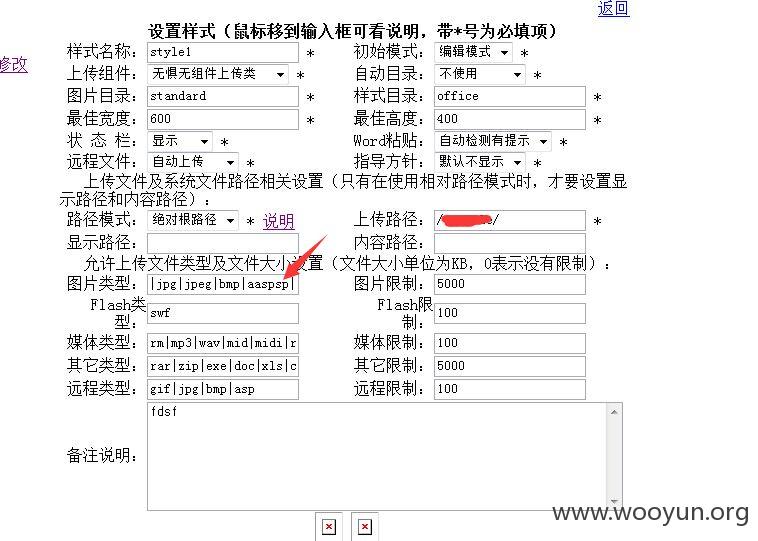 返回
设置样式（鼠标移到输入框可看说明，带*号为必填项）
修改
样式名称： style1 * 初始模式： 编辑模式 *
上传组件： 无惧无组件上传类 * 自动目录： 不使用 *
图片目录： standard * 样式目录： office *
最佳宽度： 600 * 最佳高度： 400 *
状 态 栏： 显示 * Word粘贴： 自动检测有提示 *
远程文件： 自动上传 * 指导方针： 默认不显示 *
上传文件及系统文件路径相关设置（只有在使用相对路径模式时，才要设置显
示路径和内容路径）：
路径模式： 绝对根路径 * 说明 上传路径： / / *
显示路径： 内容路径：
允许上传文件类型及文件大小设置（文件大小单位为KB，0表示没有限制）：
图片类型： |jpg|jpeg|bmp|aaspsp| 图片限制： 5000
Flash类 Flash限
型： swf 制： 100
媒体类型： rm|mp3|wav|mid|midi|r 媒体限制： 100
其它类型： rar|zip|exe|doc|xls|c 其它限制： 5000
远程类型： gif|jpg|bmp|asp 远程限制： 100
备注说明： fdsf
www.wooyun.org